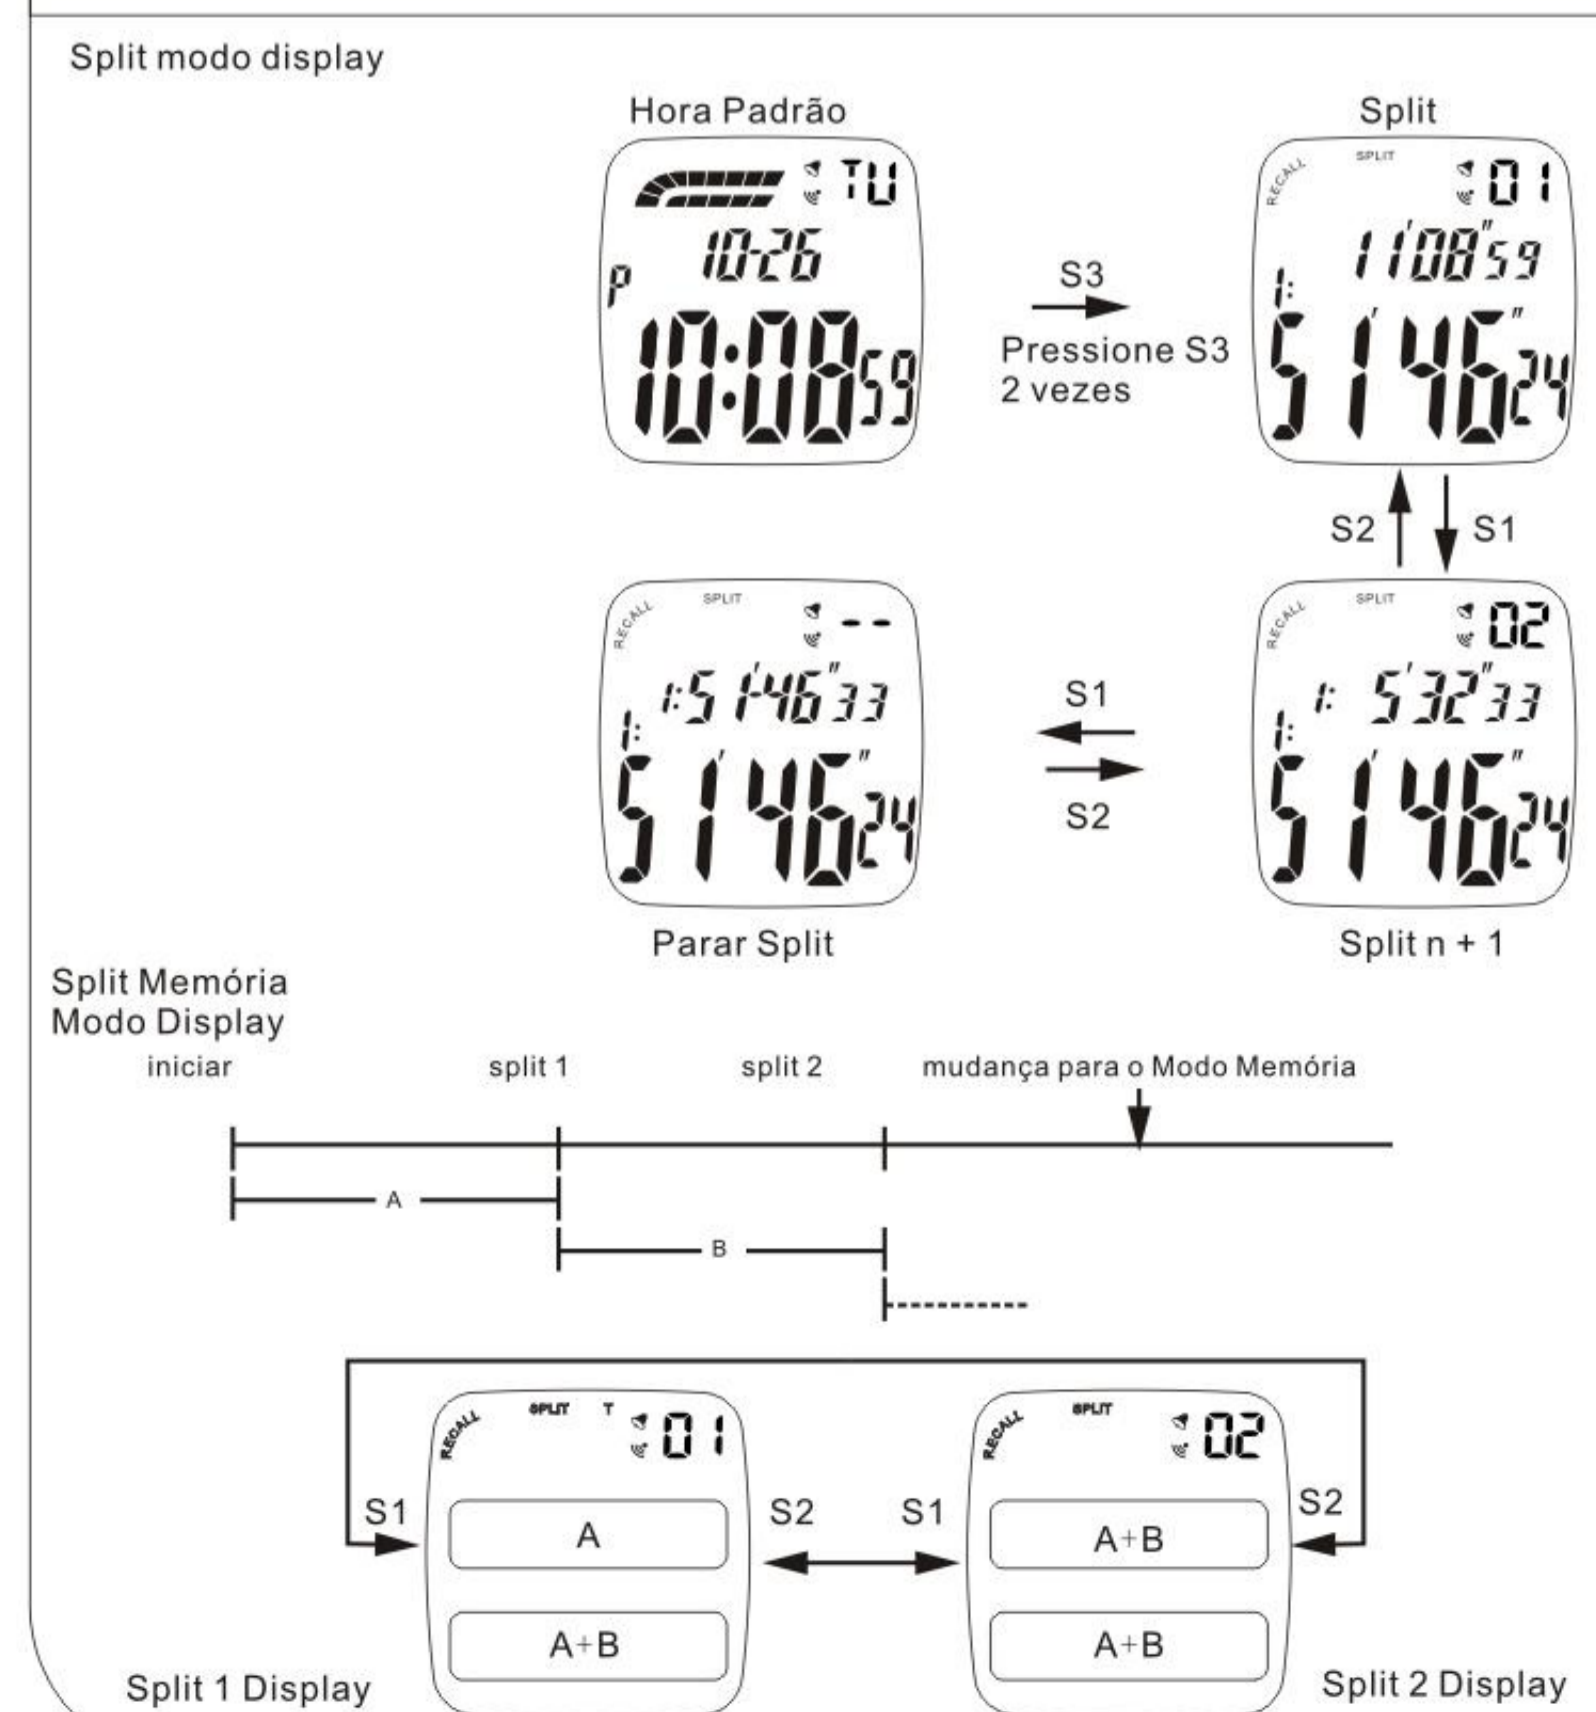 Split modo display
Hora Padrão
Split
TU
10-26
P
10:08 59
S3
Pressione S3
2 vezes
RECALL
SPLIT
01
11'08"59
1:
51'46"24
S2
S1
RECALL
SPLIT
--
1:51'46"33
1:
51'46"24
S1
S2
RECALL
SPLIT
02
1: 5'32"33
1:
51'46"24
Parar Split
Split n + 1
Split Memória
Modo Display
iniciar
split 1
split 2
mudança para o Modo Memória
A
B
RECALL
SPLIT T
01
RECALL
SPLIT
02
S1
A
S2
S1
A+B
S2
A+B
A+B
Split 1 Display
Split 2 Display